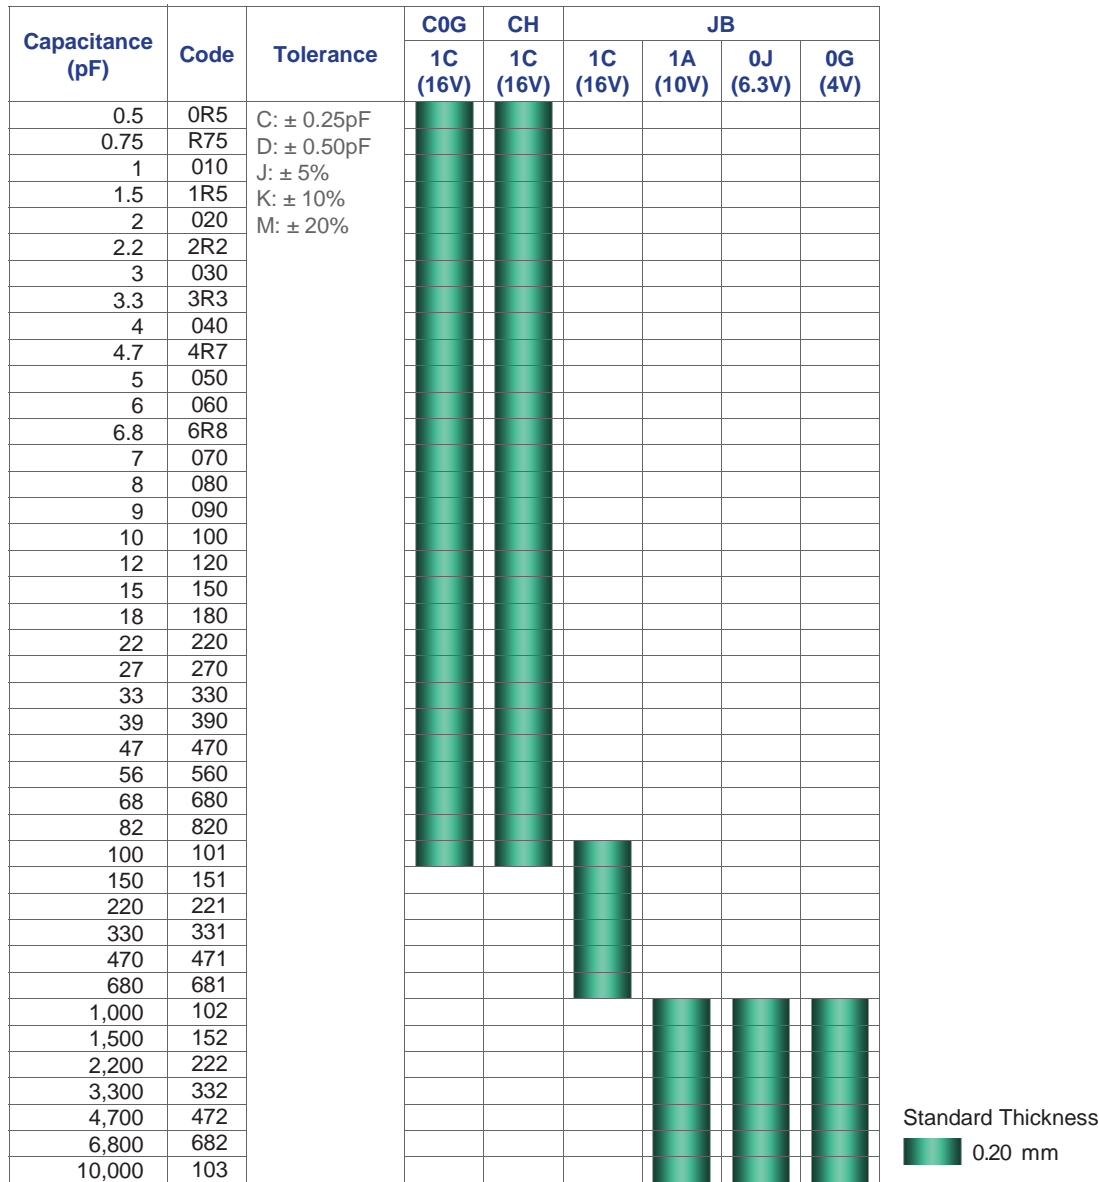 Capacitance (pF) Code Tolerance C0G CH JB
1C (16V) 1C (16V) 1C (16V) 1A (10V) 0J (6.3V) 0G (4V)
0.5 0R5 C: ± 0.25pF
0.75 R75 D: ± 0.50pF
1 010 J: ± 5%
1.5 1R5 K: ± 10%
2 020 M: ± 20%
2.2 2R2
3 030
3.3 3R3
4 040
4.7 4R7
5 050
6 060
6.8 6R8
7 070
8 080
9 090
10 100
12 120
15 150
18 180
22 220
27 270
33 330
39 390
47 470
56 560
68 680
82 820
100 101
150 151
220 221
330 331
470 471
680 681
1,000 102
1,500 152
2,200 222
3,300 332
4,700 472
6,800 682
10,000 103
Standard Thickness
0.20 mm